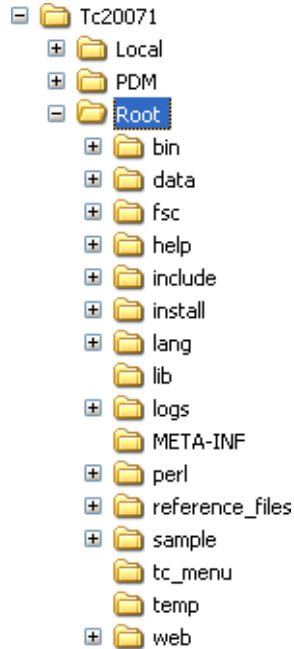 Tc20071
Local
PDM
Root
bin
data
fsc
help
include
install
lang
lib
logs
META-INF
perl
reference_files
sample
tc_menu
temp
web